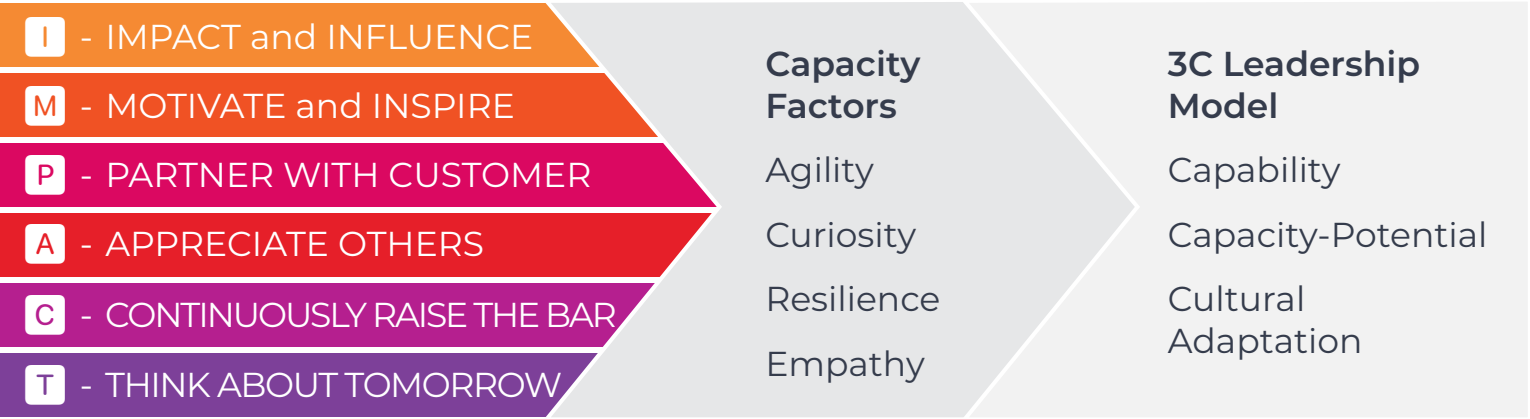 I - IMPACT and INFLUENCE
M - MOTIVATE and INSPIRE
P - PARTNER WITH CUSTOMER
A - APPRECIATE OTHERS
C - CONTINUOUSLY RAISE THE BAR
T - THINK ABOUT TOMORROW
Capacity
Factors
Agility
Curiosity
Resilience
Empathy
3C Leadership
Model
Capability
Capacity-Potential
Cultural
Adaptation